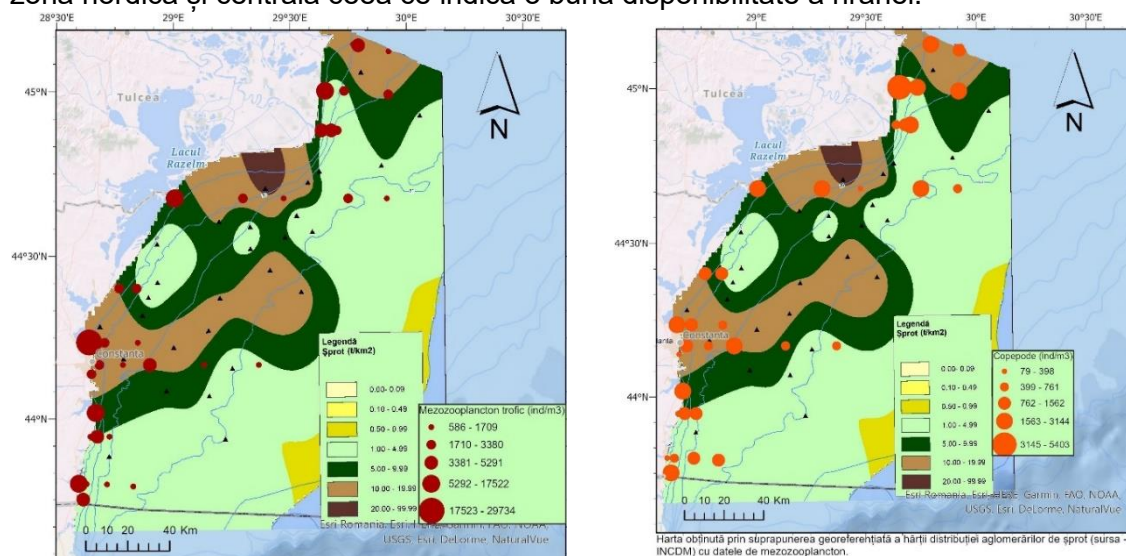 zona nordică și centrală ceea ce indică o bună disponibilitate a hranei.
28°30'E 29°E 29°30'E 30°E 30°30'E
45°N
44°30'N
44°N
Tulcea
Lacul
Razelm
Constanta
N
Legendă
Șprot (t/km2)
0.00- 0.09
0.10 - 0.49
0.50 - 0.99
1.00 - 4.99
5.00 - 9.99
10.00 - 19.99
20.00 - 99.99
Mezozooplancton trofic (ind/m3)
586 - 1709
1710 - 3380
3381 - 5291
5292 - 17522
17523 - 29734
0 10 20 40 Km
Esri Romania, Esri, FAO, NOAA,
USGS, Esri, DeLorme, NaturalVue
29°E 29°30'E 30°E 30°30'E
45°N
44°30'N
44°N
Tulcea
Lacul
Razelm
Constanta
N
Legendă
Șprot (t/km2)
0.00- 0.09
0.10 - 0.49
0.50 - 0.99
1.00 - 4.99
5.00 - 9.99
10.00 - 19.99
20.00 - 99.99
Copepode (ind/m3)
79 - 398
399 - 761
762 - 1562
1563 - 3144
3145 - 5403
0 10 20 40 Km
Esri Romania, Esri, HERE, Garmin, FAO, NOAA,
USGS, Esri, DeLorme, NaturalVue
Harta obținută prin suprapunerea georeferențiată a hărții distribuției aglomerărilor de șprot (sursa -
INCDM) cu datele de mezozooplancton.